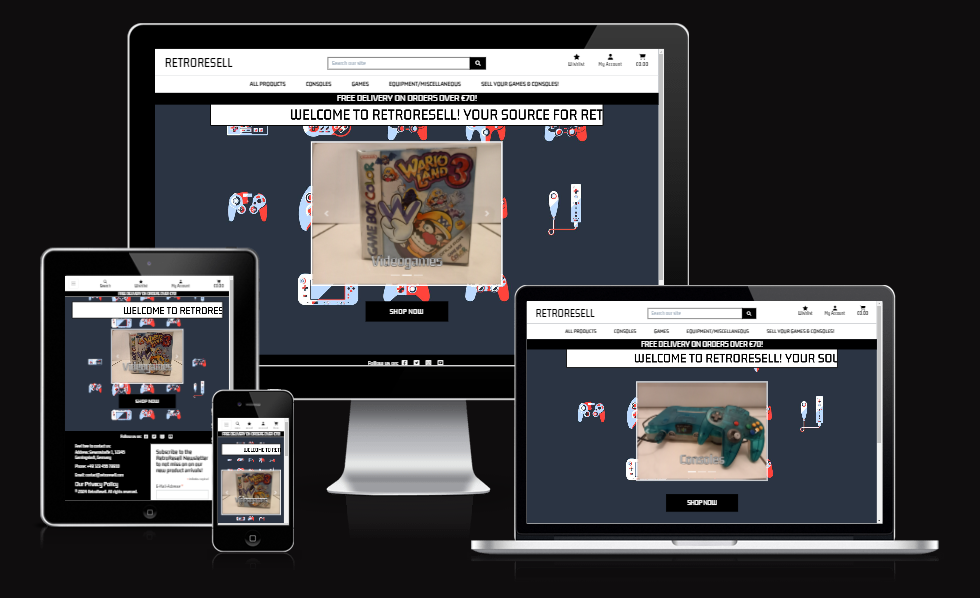 RETRORESELL
Search our site
Wishlist
My Account
£0.00
ALL PRODUCTS CONSOLES GAMES EQUIPMENT/MISCELLANEOUS SELL YOUR GAMES & CONSOLES!
FREE DELIVERY ON ORDERS OVER £70!
WELCOME TO RETRORESELL! YOUR SOURCE FOR RET
GAME BOY COLOR
WARIO
LAND 3
Videogames
SHOP NOW
Follow us on:
Search Wishlist My Account £0.00
FREE DELIVERY ON ORDERS OVER £70!
WELCOME TO RETRORES
Videogames
SHOP NOW
Follow us on:
Feel free to contact us:
Phone:
Email:
Our Privacy Policy
© 2024 RetroResell. All rights reserved.
Subscribe to the
RetroResell Newsletter
to not miss on on our
new product arrivals!
E-Mail-Adresse *
FREE DELIVERY ON ORDERS OVER £70!
WELCOME TO RET
RETRORESELL
Search our site
Wishlist
My Account
£0.00
ALL PRODUCTS CONSOLES GAMES EQUIPMENT/MISCELLANEOUS SELL YOUR GAMES & CONSOLES!
FREE DELIVERY ON ORDERS OVER £70!
WELCOME TO RETRORESELL! YOUR SOU
Consoles
SHOP NOW